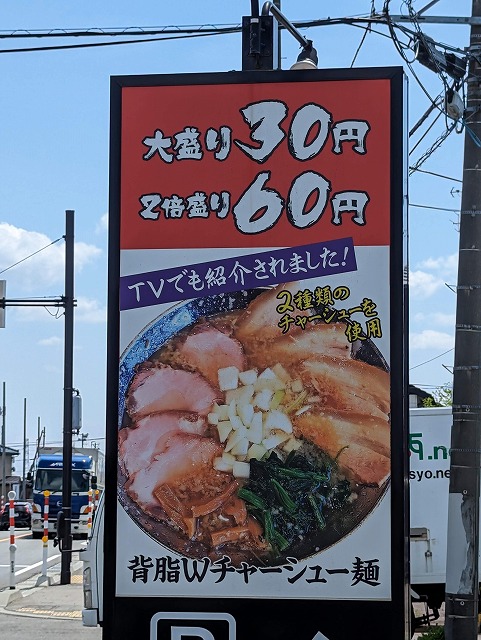 大盛り30円
2倍盛り60円
TVでも紹介されました!
2種類の
チャーシューを
使用
背脂Wチャーシュー麺
P
syo.ne